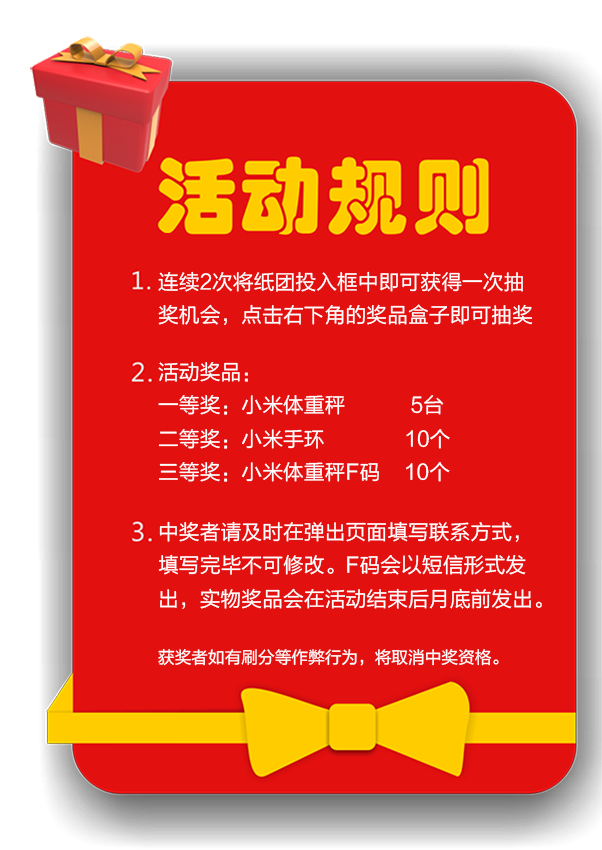 活动规则
1. 连续2次将纸团投入框中即可获得一次抽
奖机会，点击右下角的奖品盒子即可抽奖
2. 活动奖品：
一等奖：小米体重秤 5台
二等奖：小米手环 10个
三等奖：小米体重秤F码 10个
3. 中奖者请及时在弹出页面填写联系方式，
填写完毕不可修改。F码会以短信形式发
出，实物奖品会在活动结束后月底前发出。
获奖者如有刷分等作弊行为，将取消中奖资格。